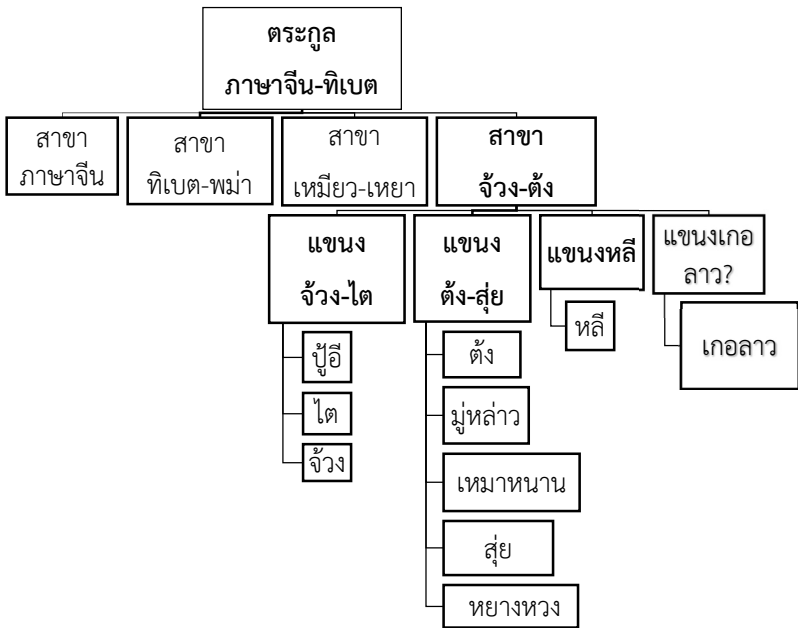 ตระกูล
ภาษาจีน-ทิเบต
สาขา
ภาษาจีน
สาขา
ทิเบต-พม่า
สาขา
เหมียว-เหยา
สาขา
จ้วง-ต้ง
แขนง
จ้วง-ไต
แขนง
ต้ง-สุ่ย
แขนงหลี
แขนงเกอ
ลาว?
ปู้อี
ไต
จ้วง
ต้ง
มู่หล่าว
เหมาหนาน
สุ่ย
หยางหวง
หลี
เกอลาว